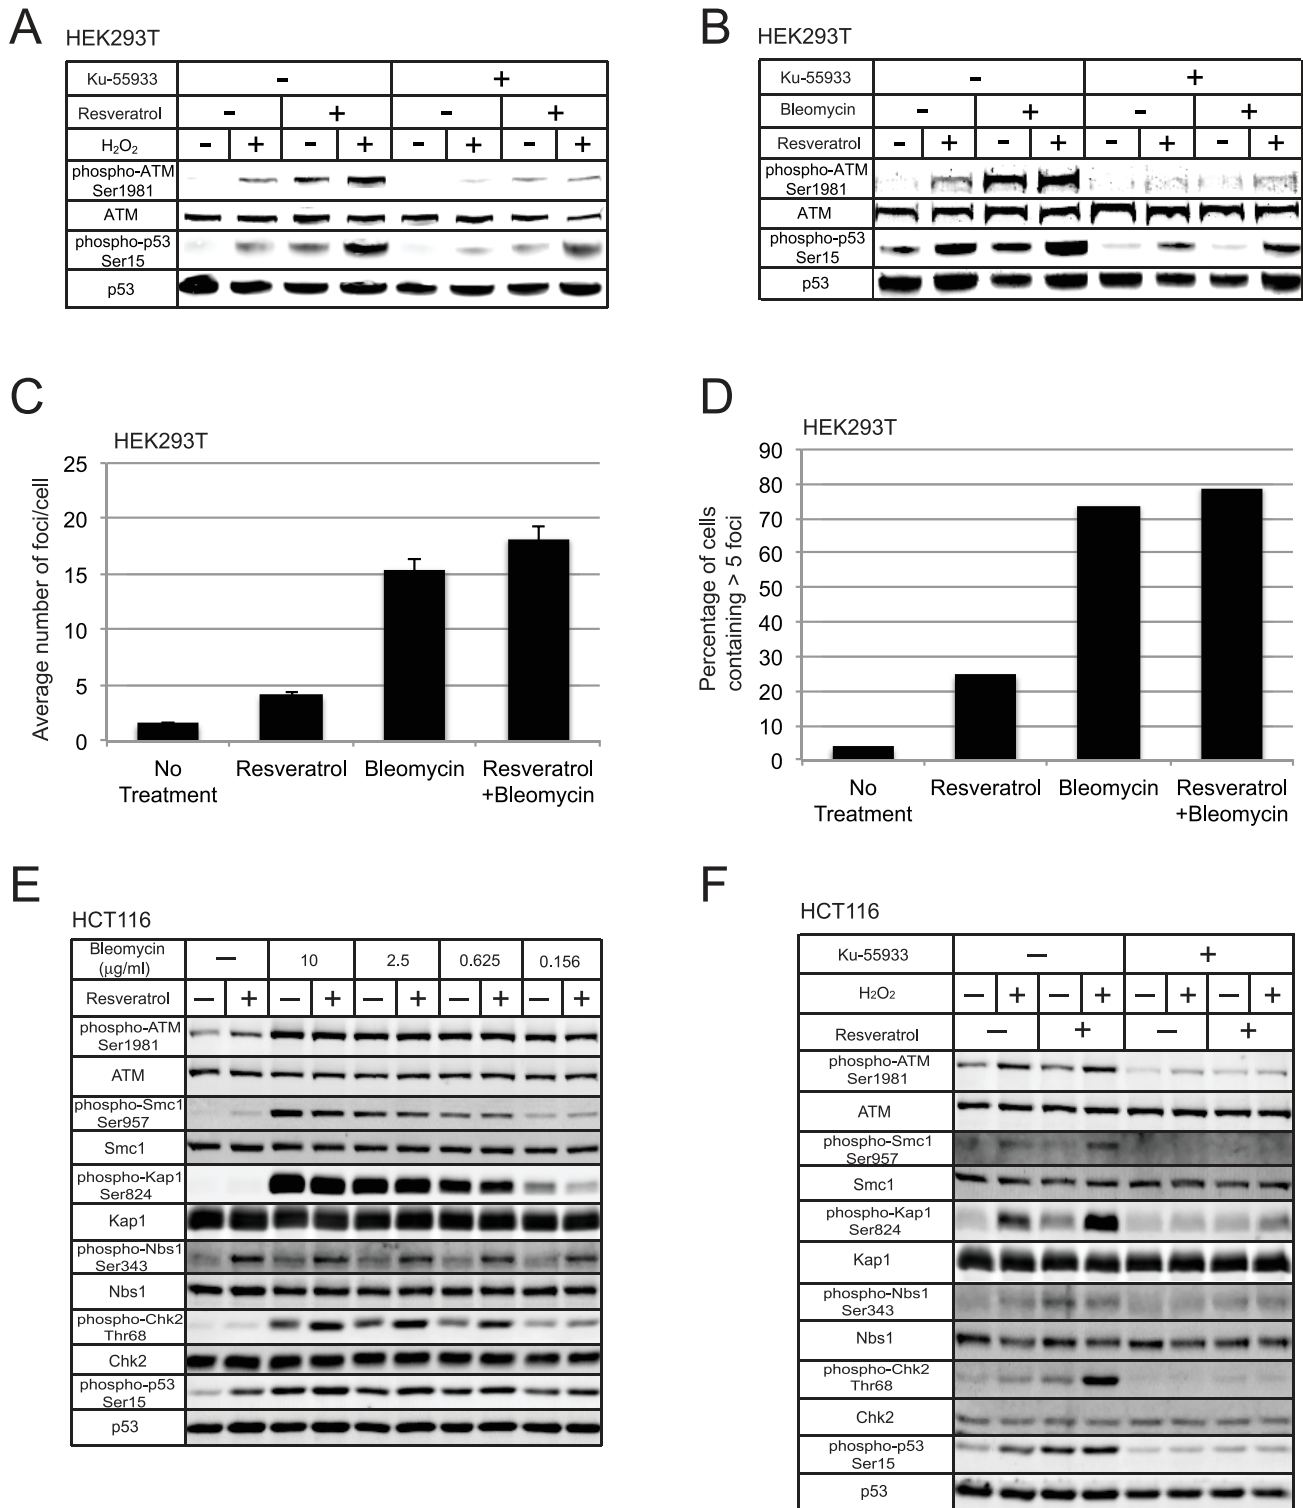 A
HEK293T
Ku-55933 - +
Resveratrol - + - +
H₂O₂ - + - + - + - +
phospho-ATM
Ser1981
ATM
phospho-p53
Ser15
p53
B
HEK293T
Ku-55933 - +
Bleomycin - + - +
Resveratrol - + - + - + - +
phospho-ATM
Ser1981
ATM
phospho-p53
Ser15
p53
C
HEK293T
Average number of foci/cell
25
20
15
10
5
0
No
Treatment
Resveratrol
Bleomycin
Resveratrol
+Bleomycin
D
HEK293T
Percentage of cells
containing > 5 foci
90
80
70
60
50
40
30
20
10
0
No
Treatment
Resveratrol
Bleomycin
Resveratrol
+Bleomycin
E
HCT116
Bleomycin
(µg/ml)
— 10 2.5 0.625 0.156
Resveratrol — + — + — + — + — +
phospho-ATM
Ser1981
ATM
phospho-Smc1
Ser957
Smc1
phospho-Kap1
Ser824
Kap1
phospho-Nbs1
Ser343
Nbs1
phospho-Chk2
Thr68
Chk2
phospho-p53
Ser15
p53
F
HCT116
Ku-55933 — +
H₂O₂ — + — + — + — +
Resveratrol — + — +
phospho-ATM
Ser1981
ATM
phospho-Smc1
Ser957
Smc1
phospho-Kap1
Ser824
Kap1
phospho-Nbs1
Ser343
Nbs1
phospho-Chk2
Thr68
Chk2
phospho-p53
Ser15
p53